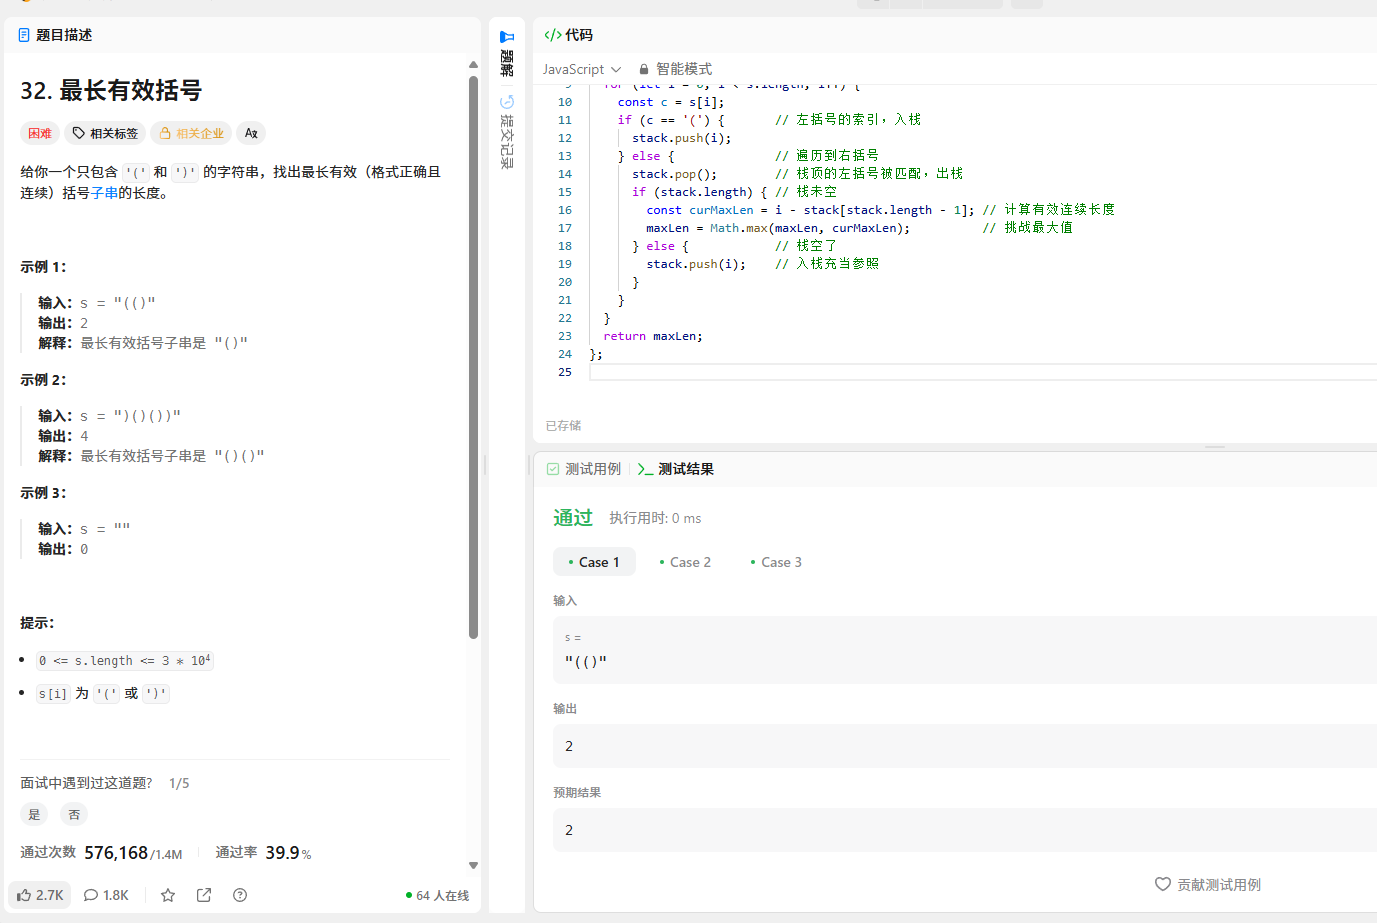 题目描述
32. 最长有效括号
困难 相关标签 相关企业 Aあ
给你一个只包含 '(' 和 ')' 的字符串，找出最长有效（格式正确且
连续）括号子串的长度。
示例 1：
输入：s = "(()"
输出：2
解释：最长有效括号子串是 "()"
示例 2：
输入：s = ")()())"
输出：4
解释：最长有效括号子串是 "()()"
示例 3：
输入：s = ""
输出：0
提示：
0 <= s.length <= 3 * 10⁴
s[i] 为 '(' 或 ')'
面试中遇到过这道题? 1/5
是 否
通过次数 576,168/1.4M 通过率 39.9%
2.7K 1.8K 64 人在线
题解
提交记录
代码
JavaScript 智能模式
10 const c = s[i];
11 if (c == '(') { // 左括号的索引，入栈
12 stack.push(i);
13 } else { // 遍历到右括号
14 stack.pop(); // 栈顶的左括号被匹配，出栈
15 if (stack.length) { // 栈未空
16 const curMaxLen = i - stack[stack.length - 1]; // 计算有效连续长度
17 maxLen = Math.max(maxLen, curMaxLen); // 挑战最大值
18 } else { // 栈空了
19 stack.push(i); // 入栈充当参照
20 }
21 }
22 }
23 return maxLen;
24 };
25
已存储
测试用例 测试结果
通过 执行用时: 0 ms
Case 1 Case 2 Case 3
输入
s =
"(()"
输出
2
预期结果
2
贡献测试用例